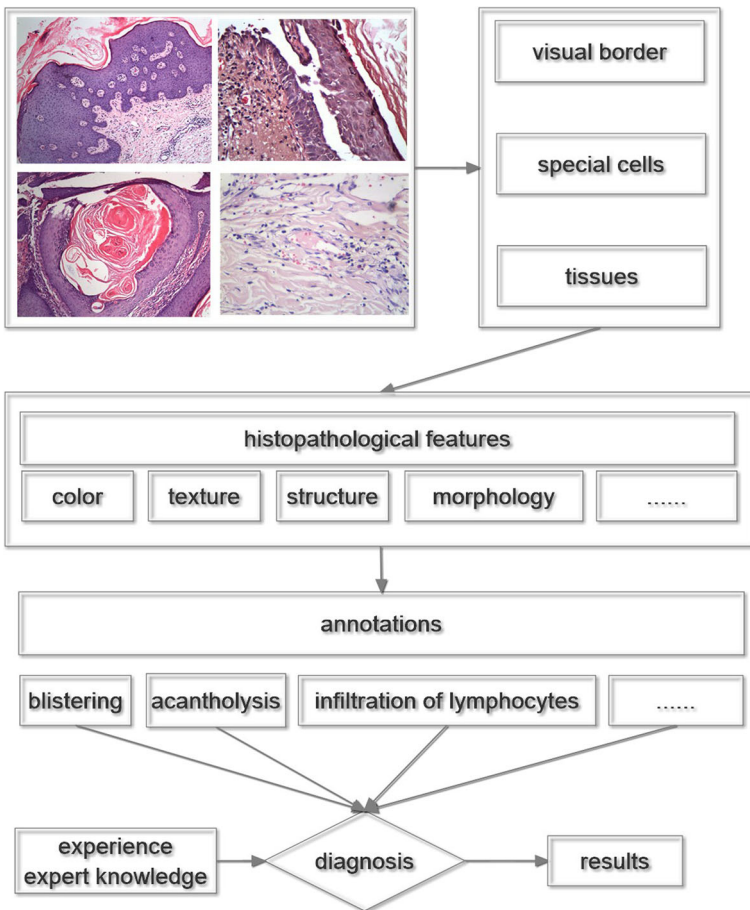 visual border
special cells
tissues
histopathological features
color
texture
structure
morphology
......
annotations
blistering
acantholysis
infiltration of lymphocytes
......
experience
expert knowledge
diagnosis
results